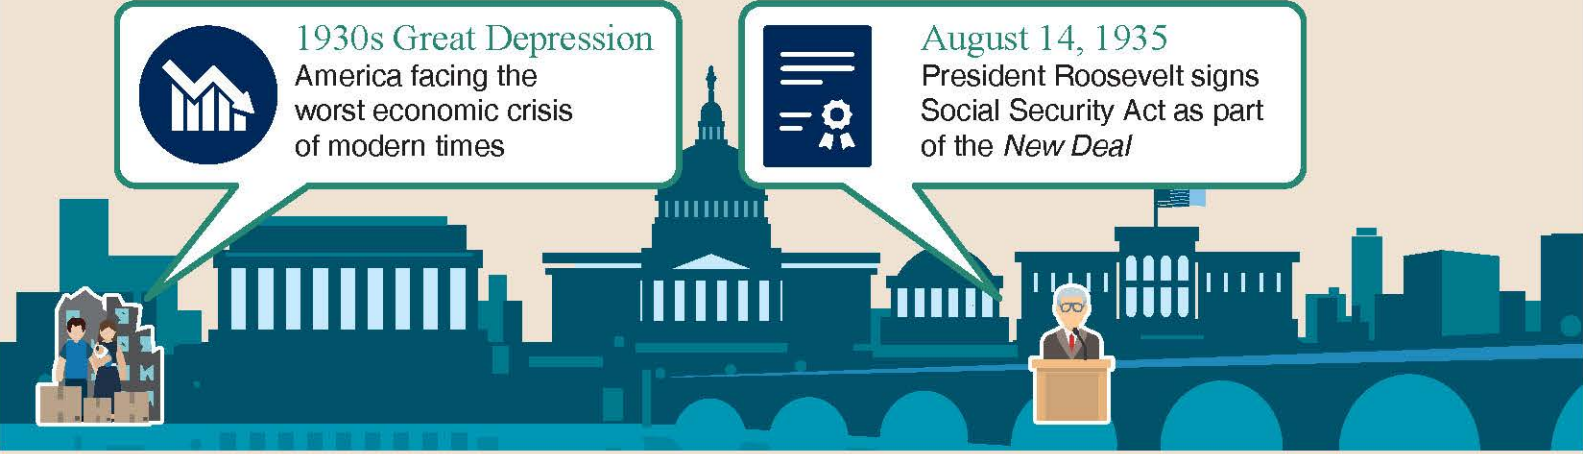 1930s Great Depression
America facing the
worst economic crisis
of modern times
August 14, 1935
President Roosevelt signs
Social Security Act as part
of the New Deal